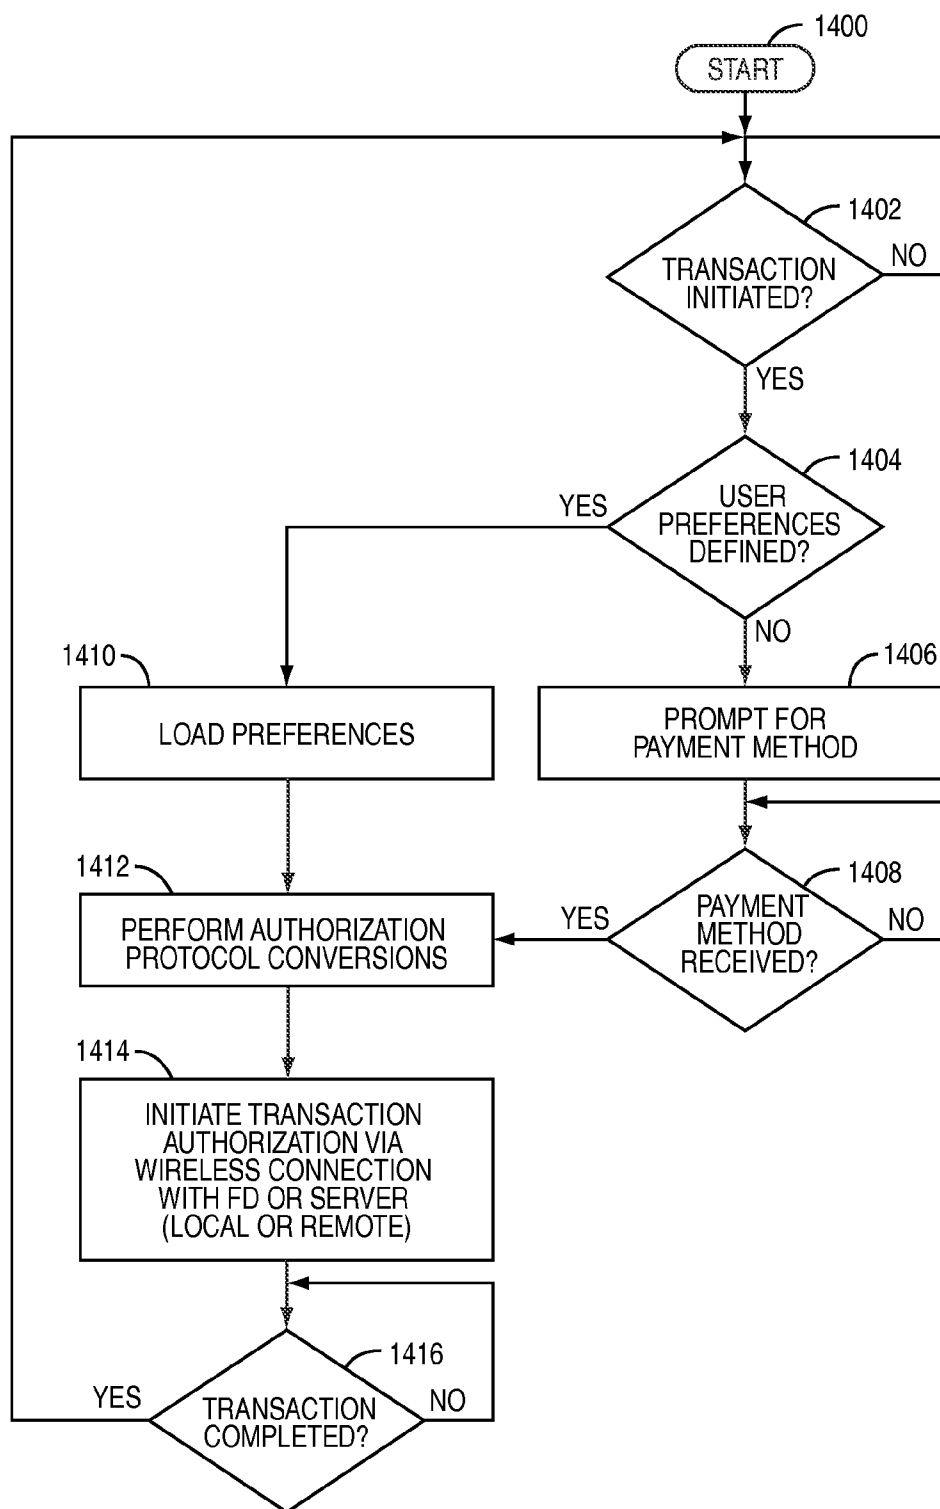 1400
START
1402
TRANSACTION
INITIATED?
NO
YES
1404
USER
PREFERENCES
DEFINED?
YES
NO
1410
LOAD PREFERENCES
1406
PROMPT FOR
PAYMENT METHOD
1412
PERFORM AUTHORIZATION
PROTOCOL CONVERSIONS
1408
PAYMENT
METHOD
RECEIVED?
YES
NO
1414
INITIATE TRANSACTION
AUTHORIZATION VIA
WIRELESS CONNECTION
WITH FD OR SERVER
(LOCAL OR REMOTE)
1416
TRANSACTION
COMPLETED?
YES
NO